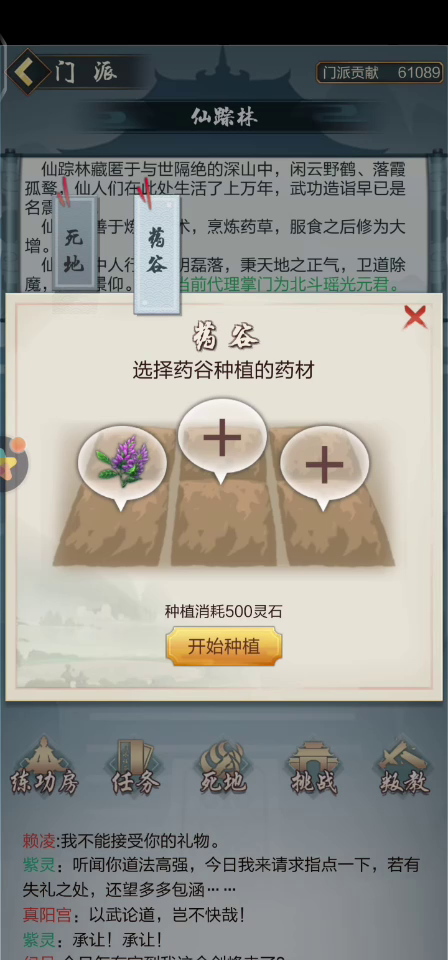 门派
门派贡献 61089
仙踪林
仙踪林藏匿于与世隔绝的深山中，闲云野鹤、落霞
孤鹜，仙人们在此处生活了上万年，武功造诣早已是
名震
仙 善于炼 术，烹炼药草，服食之后修为大
增。
仙 中人行 明磊落，秉天地之正气，卫道除
魔， 景仰。 当前代理掌门为北斗瑶光元君。
死地
药谷
药谷
选择药谷种植的药材
种植消耗500灵石
开始种植
练功房 任务 死地 挑战 叛教
赖凌:我不能接受你的礼物。
紫灵：听闻你道法高强，今日我来请求指点一下，若有
失礼之处，还望多多包涵……
真阳宫：以武论道，岂不快哉！
紫灵：承让！承让！